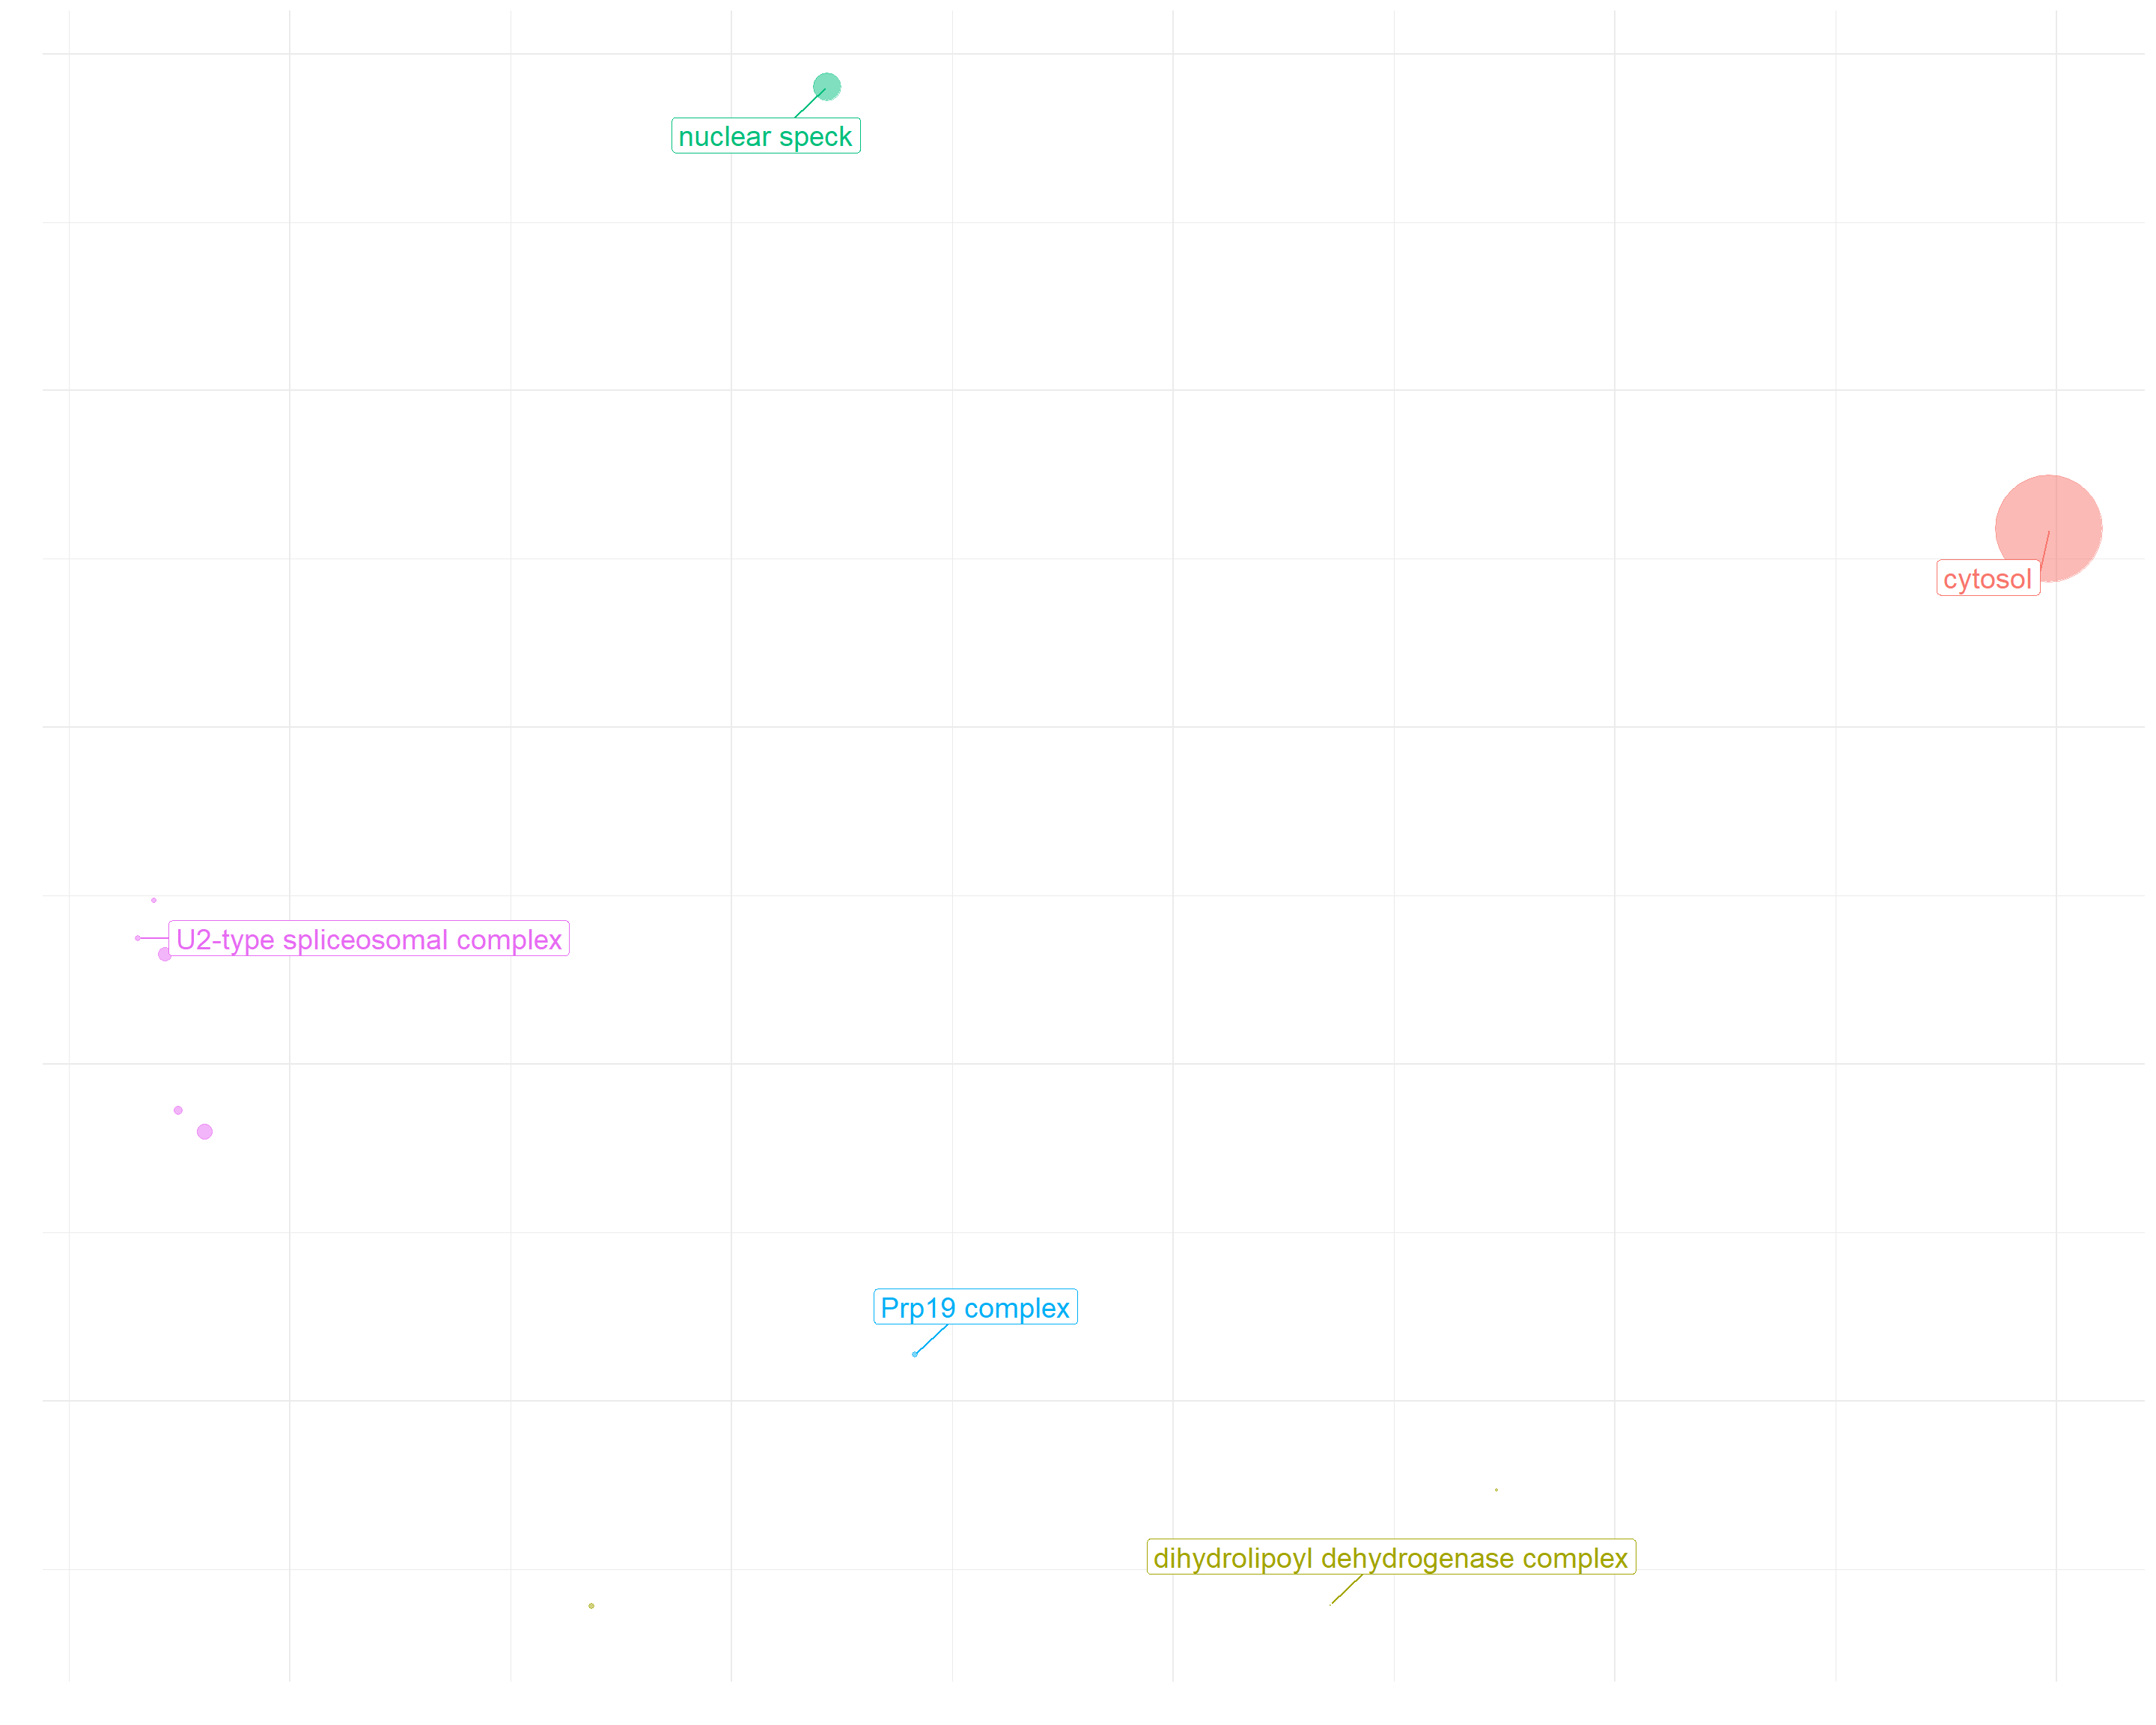 nuclear speck
cytosol
U2-type spliceosomal complex
Prp19 complex
dihydrolipoyl dehydrogenase complex